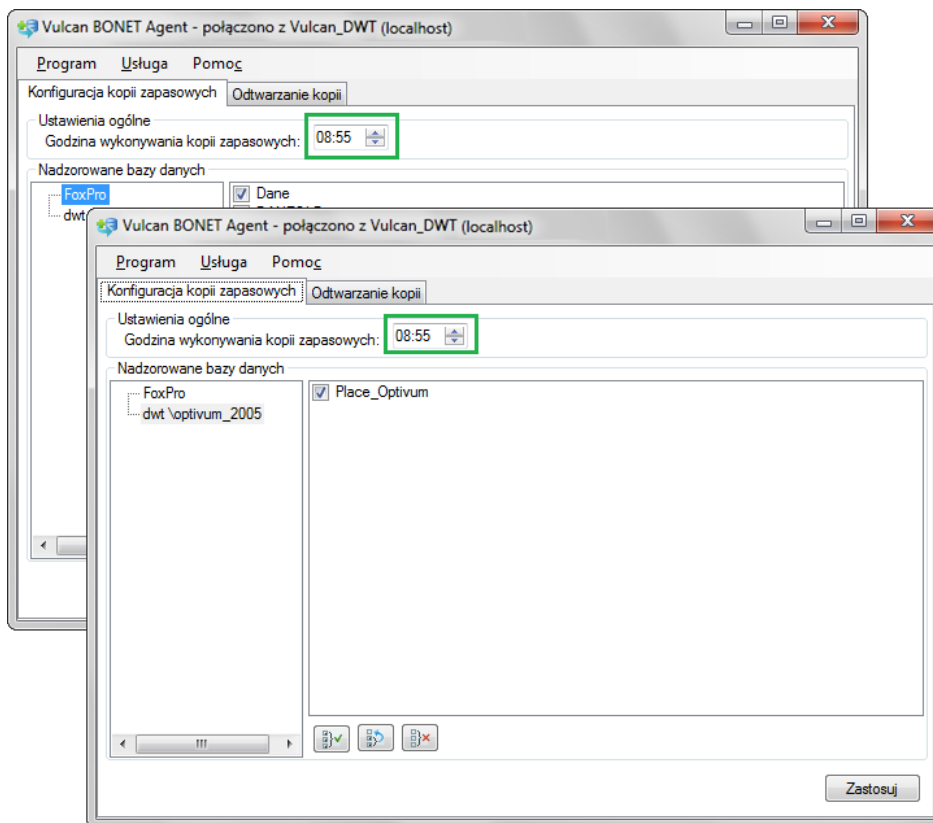 Vulcan BONET Agent - połączono z Vulcan_DWT (localhost)
Program Usługa Pomoc
Konfiguracja kopii zapasowych Odtwarzanie kopii
Ustawienia ogólne
Godzina wykonywania kopii zapasowych: 08:55
Nadzorowane bazy danych
FoxPro
dwt
Dane
Vulcan BONET Agent - połączono z Vulcan_DWT (localhost)
Program Usługa Pomoc
Konfiguracja kopii zapasowych Odtwarzanie kopii
Ustawienia ogólne
Godzina wykonywania kopii zapasowych: 08:55
Nadzorowane bazy danych
FoxPro
dwt \optivum_2005
Place_Optivum
Zastosuj